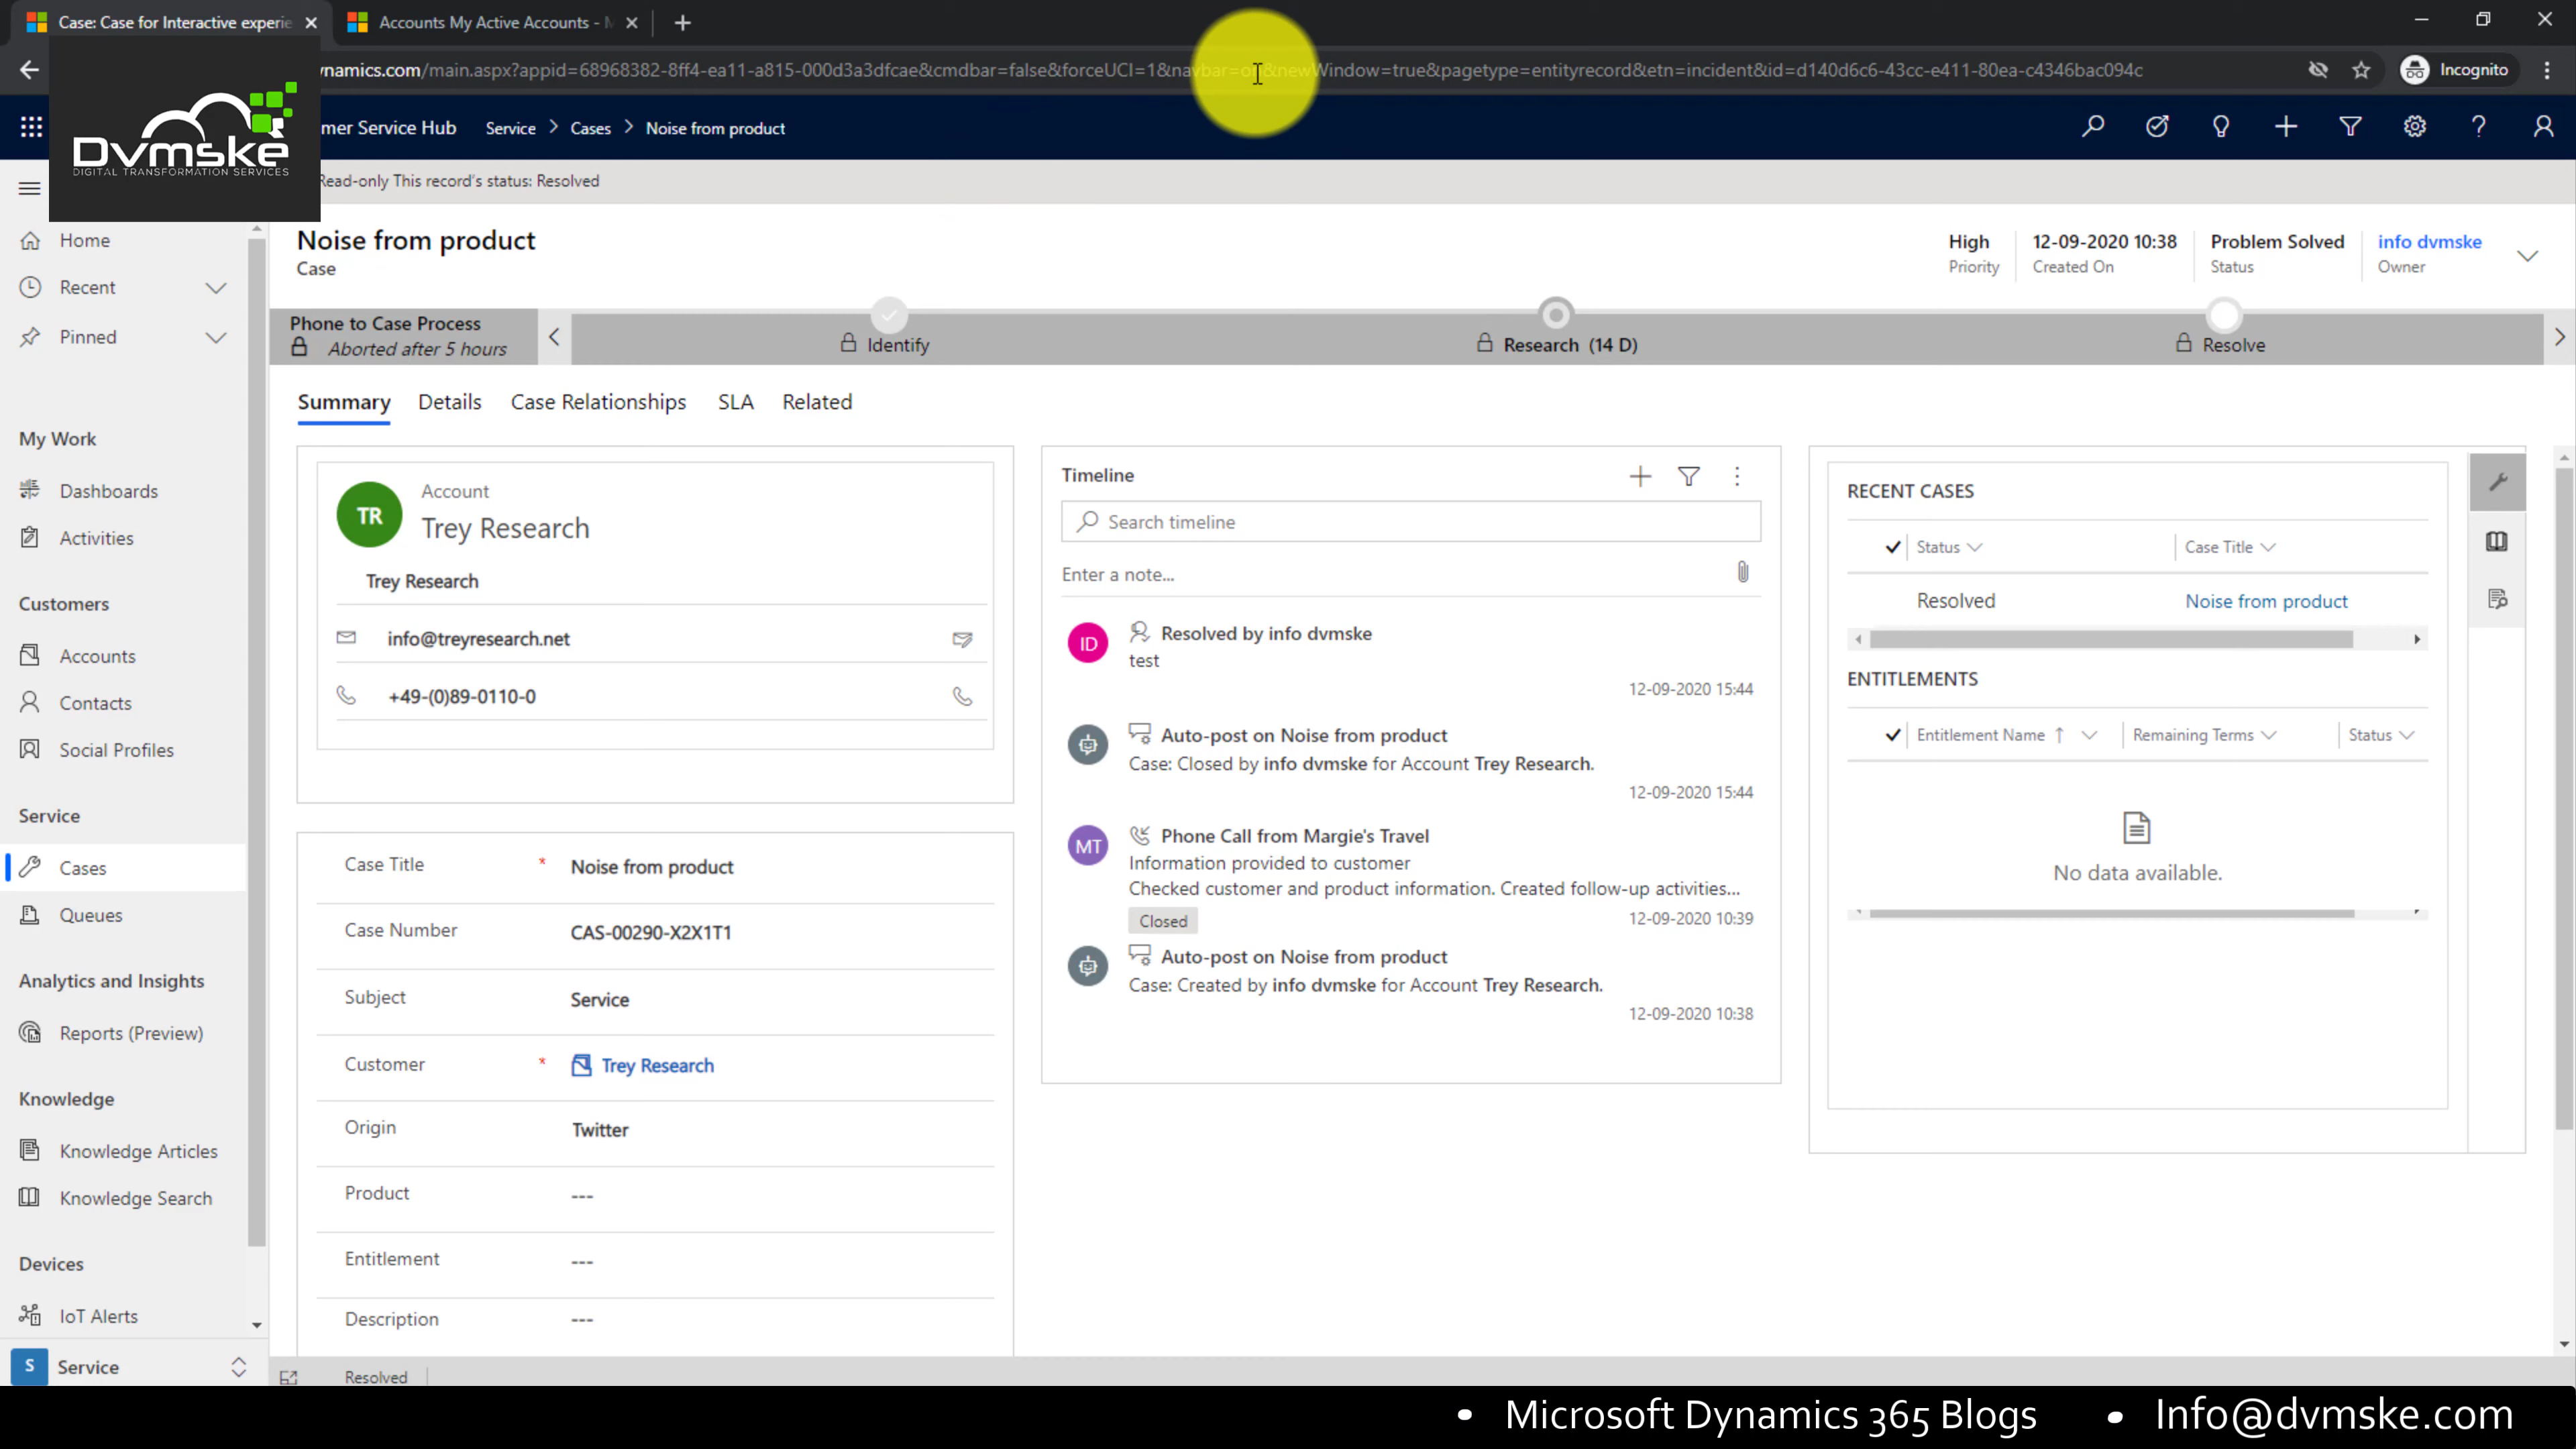 Case: Case for Interactive experie
Accounts My Active Accounts -
namics.com/main.aspx?appid=68968382-8ff4-ea11-a815-000d3a3dfcae&cmdbar=false&forceUCI=1&navbar=o &newWindow=true&pagetype=entityrecord&etn=incident&id=d140d6c6-43cc-e411-80ea-c4346bac094c
Incognito
Dvmske
DIGITAL TRANSFORMATION SERVICES
mer Service Hub
Service
Cases
Noise from product
Read-only This record's status: Resolved
Home
Recent
Pinned
My Work
Dashboards
Activities
Customers
Accounts
Contacts
Social Profiles
Service
Cases
Queues
Analytics and Insights
Reports (Preview)
Knowledge
Knowledge Articles
Knowledge Search
Devices
IoT Alerts
S Service
Noise from product
Case
High
Priority
12-09-2020 10:38
Created On
Problem Solved
Status
info dvmske
Owner
Phone to Case Process
Aborted after 5 hours
Identify
Research (14 D)
Resolve
Summary
Details
Case Relationships
SLA
Related
TR
Account
Trey Research
Trey Research
info@treyresearch.net
+49-(0)89-0110-0
Case Title * Noise from product
Case Number CAS-00290-X2X1T1
Subject Service
Customer * Trey Research
Origin Twitter
Product ---
Entitlement ---
Description ---
Timeline
Search timeline
Enter a note...
ID Resolved by info dvmske
test
12-09-2020 15:44
Auto-post on Noise from product
Case: Closed by info dvmske for Account Trey Research.
12-09-2020 15:44
MT Phone Call from Margie's Travel
Information provided to customer
Checked customer and product information. Created follow-up activities...
Closed
12-09-2020 10:39
Auto-post on Noise from product
Case: Created by info dvmske for Account Trey Research.
12-09-2020 10:38
RECENT CASES
Status
Case Title
Resolved
Noise from product
ENTITLEMENTS
Entitlement Name ↑
Remaining Terms
Status
No data available.
Resolved
• Microsoft Dynamics 365 Blogs • Info@dvmske.com